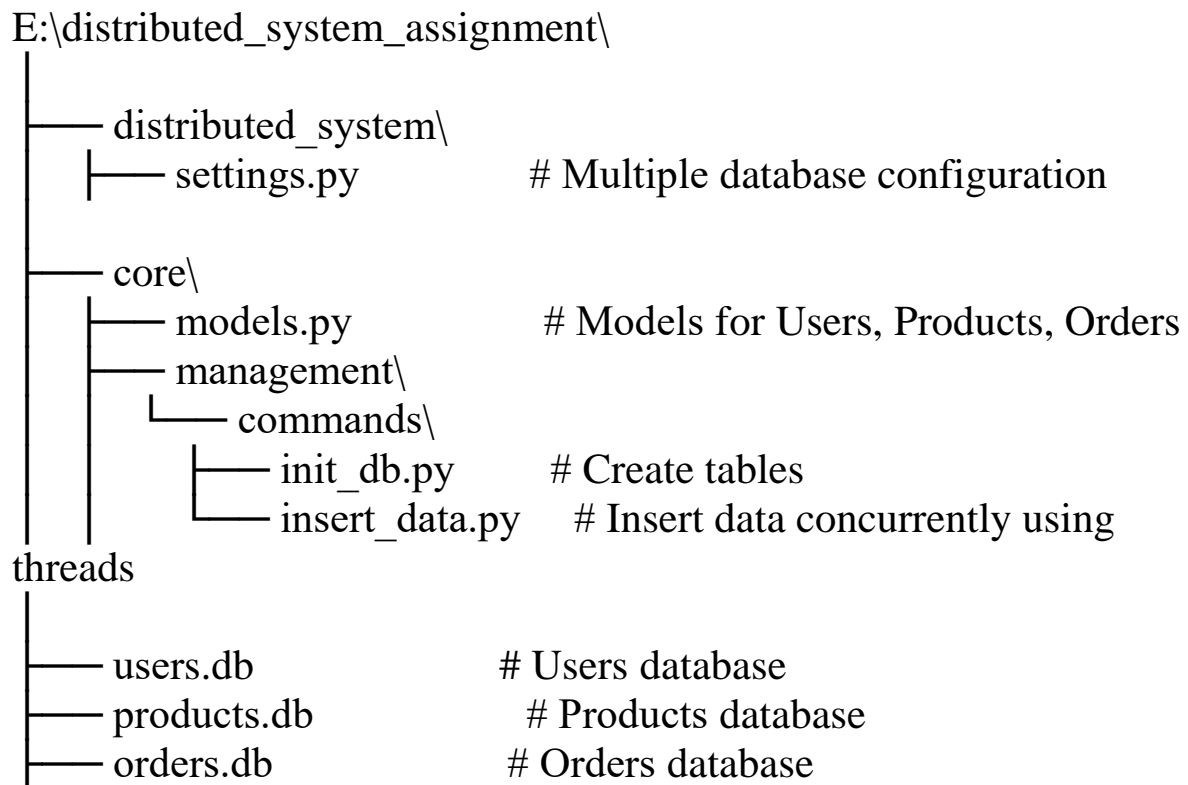 E:\distributed_system_assignment\
│
├── distributed_system\
│   ├── settings.py          # Multiple database configuration
│
├── core\
│   ├── models.py            # Models for Users, Products, Orders
│   ├── management\
│   │   └── commands\
│   │       ├── init_db.py      # Create tables
│   │       └── insert_data.py   # Insert data concurrently using
threads
│
├── users.db                # Users database
├── products.db              # Products database
├── orders.db               # Orders database